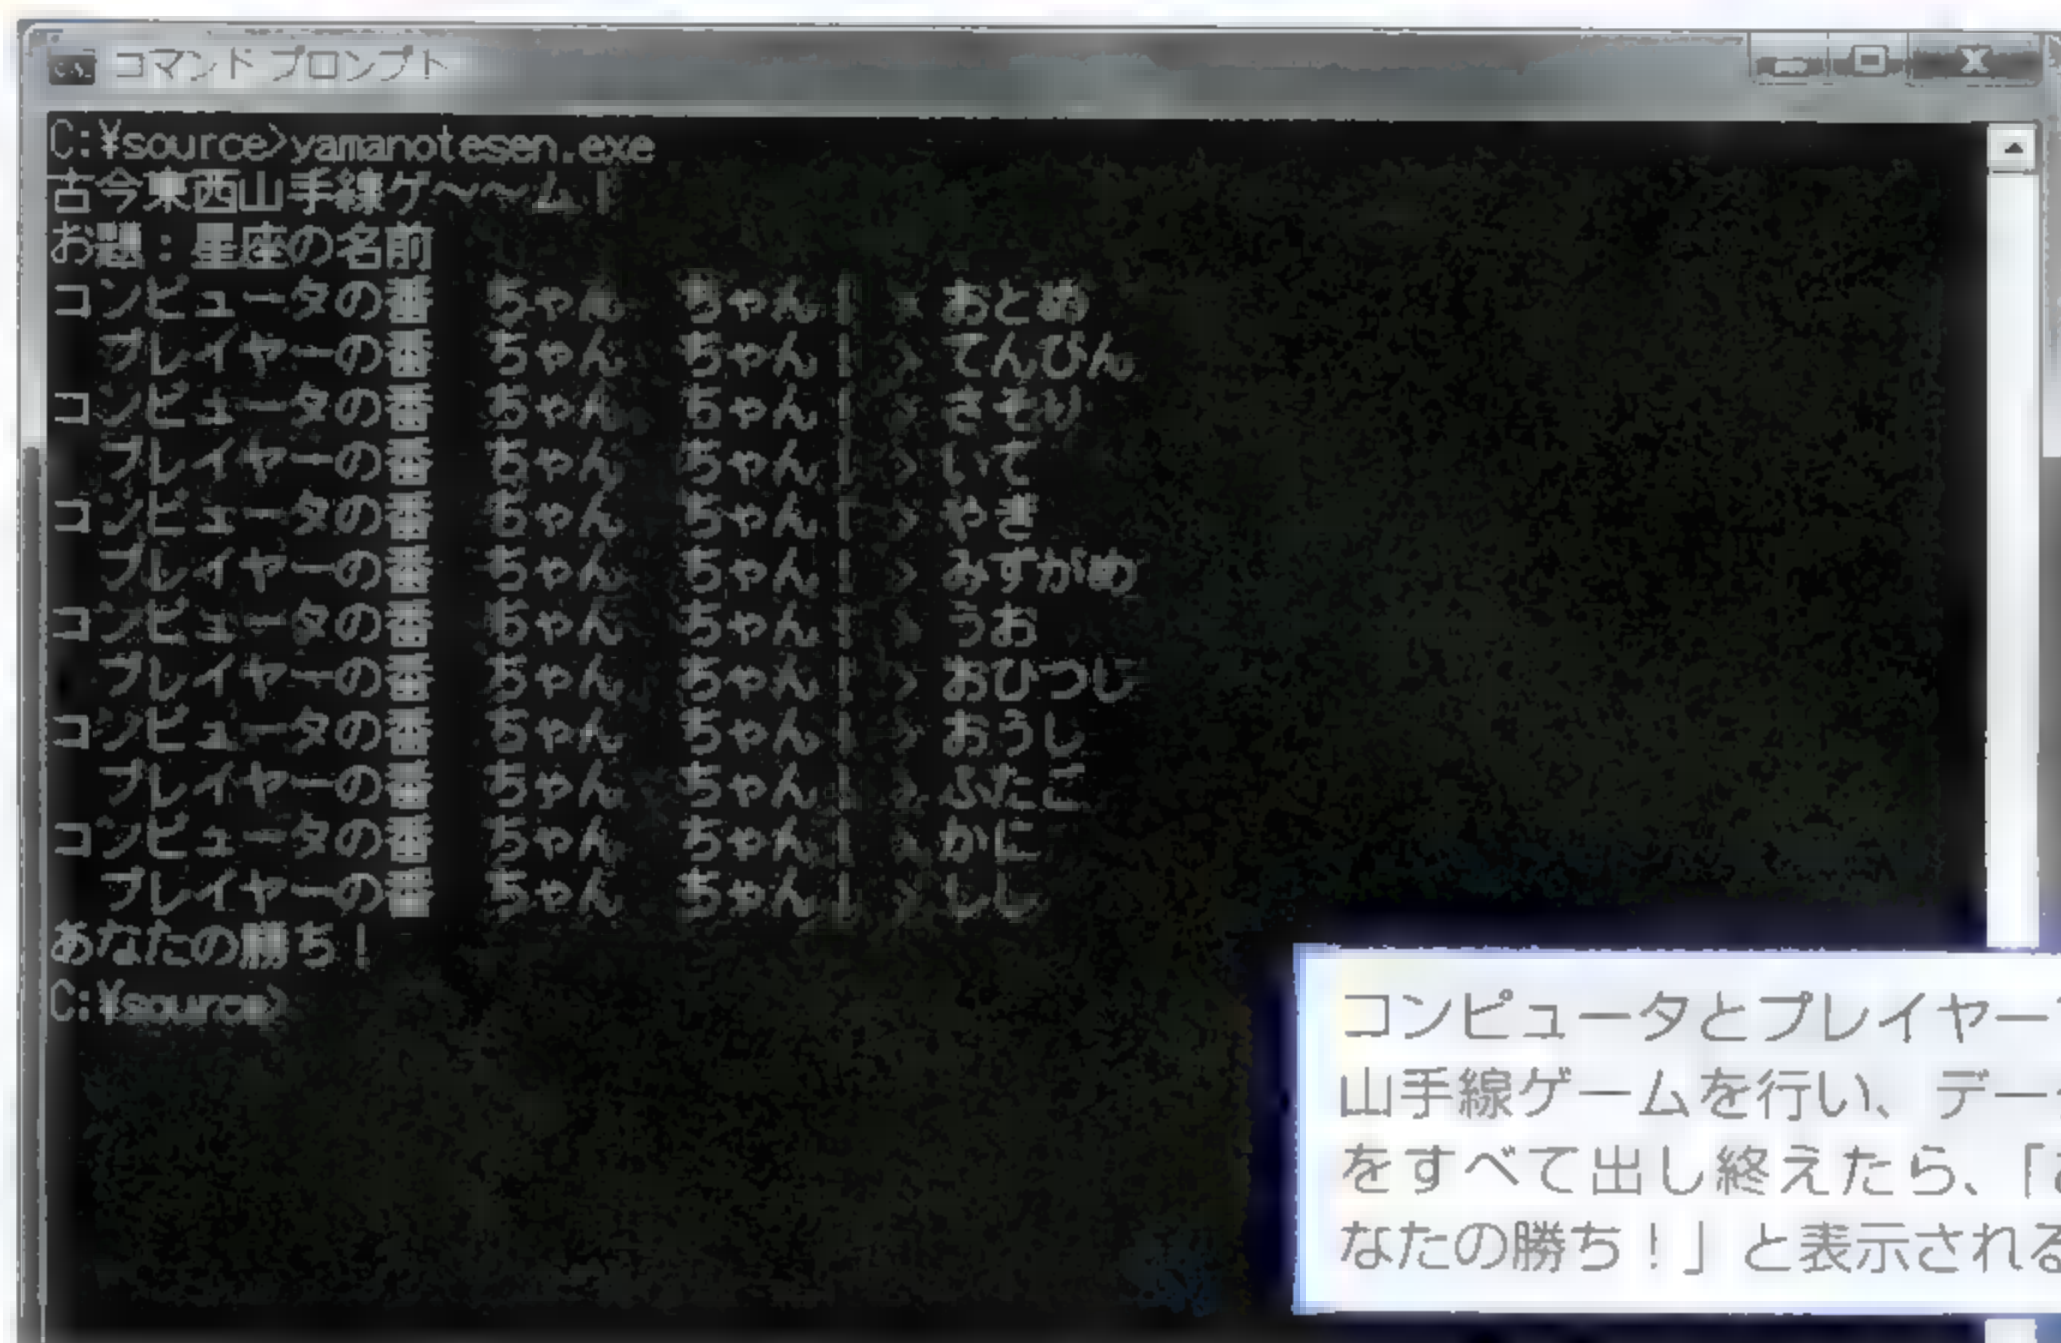 コマンド プロンプト
C:¥source>yamanotesen.exe
古今東西山手線ゲ～～ム！
お題：星座の名前
コンピュータの番　ちゃん　ちゃん！ > おとめ
　プレイヤーの番　ちゃん　ちゃん！ > てんびん
コンピュータの番　ちゃん　ちゃん！ > さそり
　プレイヤーの番　ちゃん　ちゃん！ > いて
コンピュータの番　ちゃん　ちゃん！ > やぎ
　プレイヤーの番　ちゃん　ちゃん！ > みずがめ
コンピュータの番　ちゃん　ちゃん！ > うお
　プレイヤーの番　ちゃん　ちゃん！ > おひつじ
コンピュータの番　ちゃん　ちゃん！ > おうし
　プレイヤーの番　ちゃん　ちゃん！ > ふたご
コンピュータの番　ちゃん　ちゃん！ > かに
　プレイヤーの番　ちゃん　ちゃん！ > しし
あなたの勝ち！
C:¥source>
コンピュータとプレイヤー
山手線ゲームを行い、デー
をすべて出し終えたら、「
なたの勝ち！」と表示される